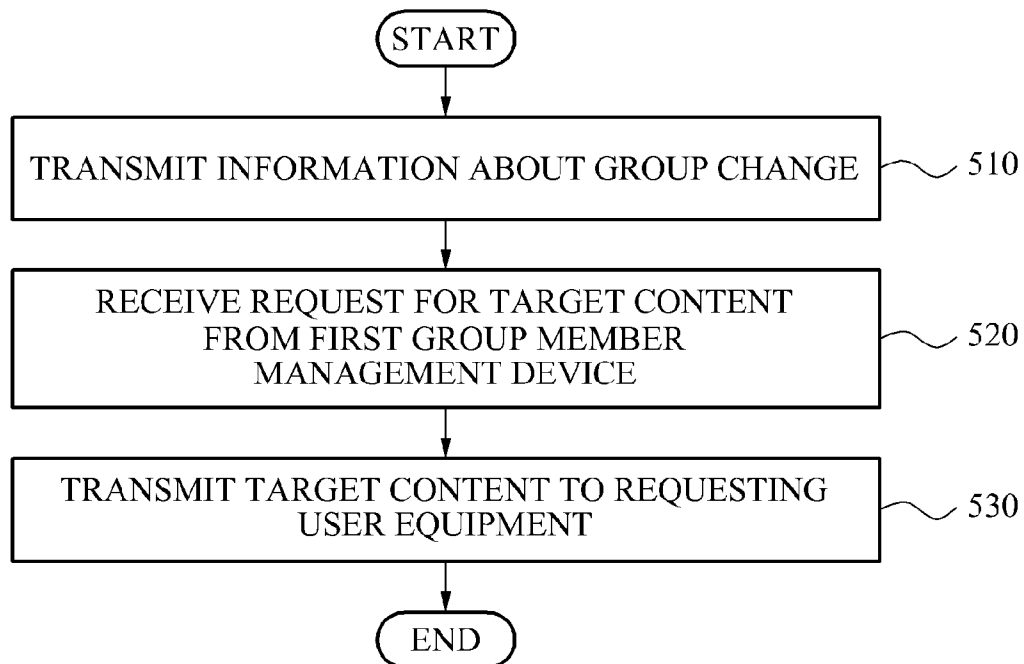 START
TRANSMIT INFORMATION ABOUT GROUP CHANGE
510
RECEIVE REQUEST FOR TARGET CONTENT
FROM FIRST GROUP MEMBER
MANAGEMENT DEVICE
520
TRANSMIT TARGET CONTENT TO REQUESTING
USER EQUIPMENT
530
END